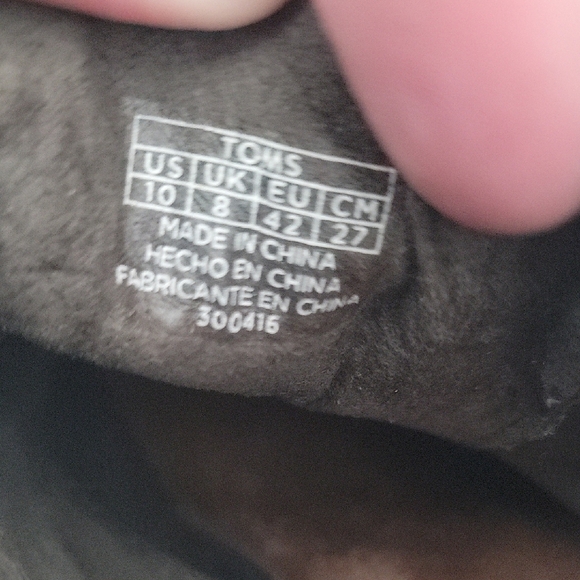 TOMS
US UK EU CM
10 8 42 27
MADE IN CHINA
HECHO EN CHINA
FABRICANTE EN CHINA
300416